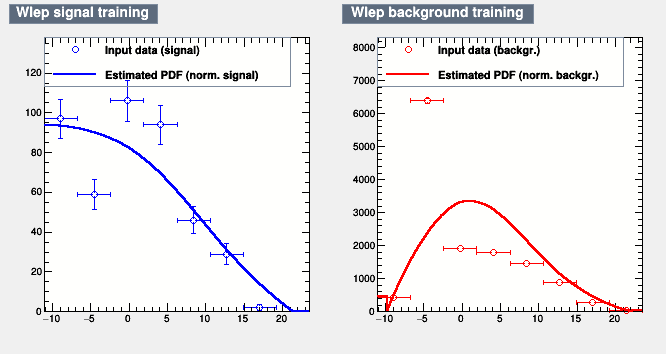 Wlep signal training
Input data (signal)
Estimated PDF (norm. signal)
120
100
80
60
40
20
0
−10 −5 0 5 10 15 20
Wlep background training
Input data (backgr.)
Estimated PDF (norm. backgr.)
8000
7000
6000
5000
4000
3000
2000
1000
0
−10 −5 0 5 10 15 20